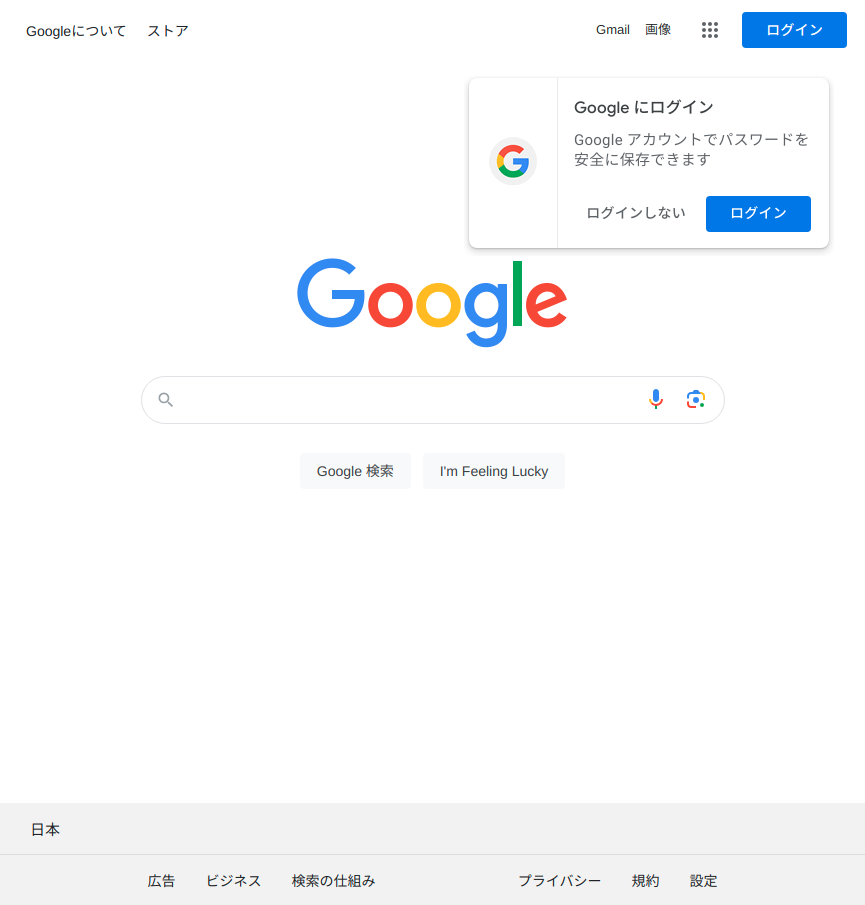 Googleについて ストア Gmail 画像 ログイン
Google にログイン
Google アカウントでパスワードを
安全に保存できます
ログインしない ログイン
Google
Google 検索 I'm Feeling Lucky
日本
広告 ビジネス 検索の仕組み プライバシー 規約 設定